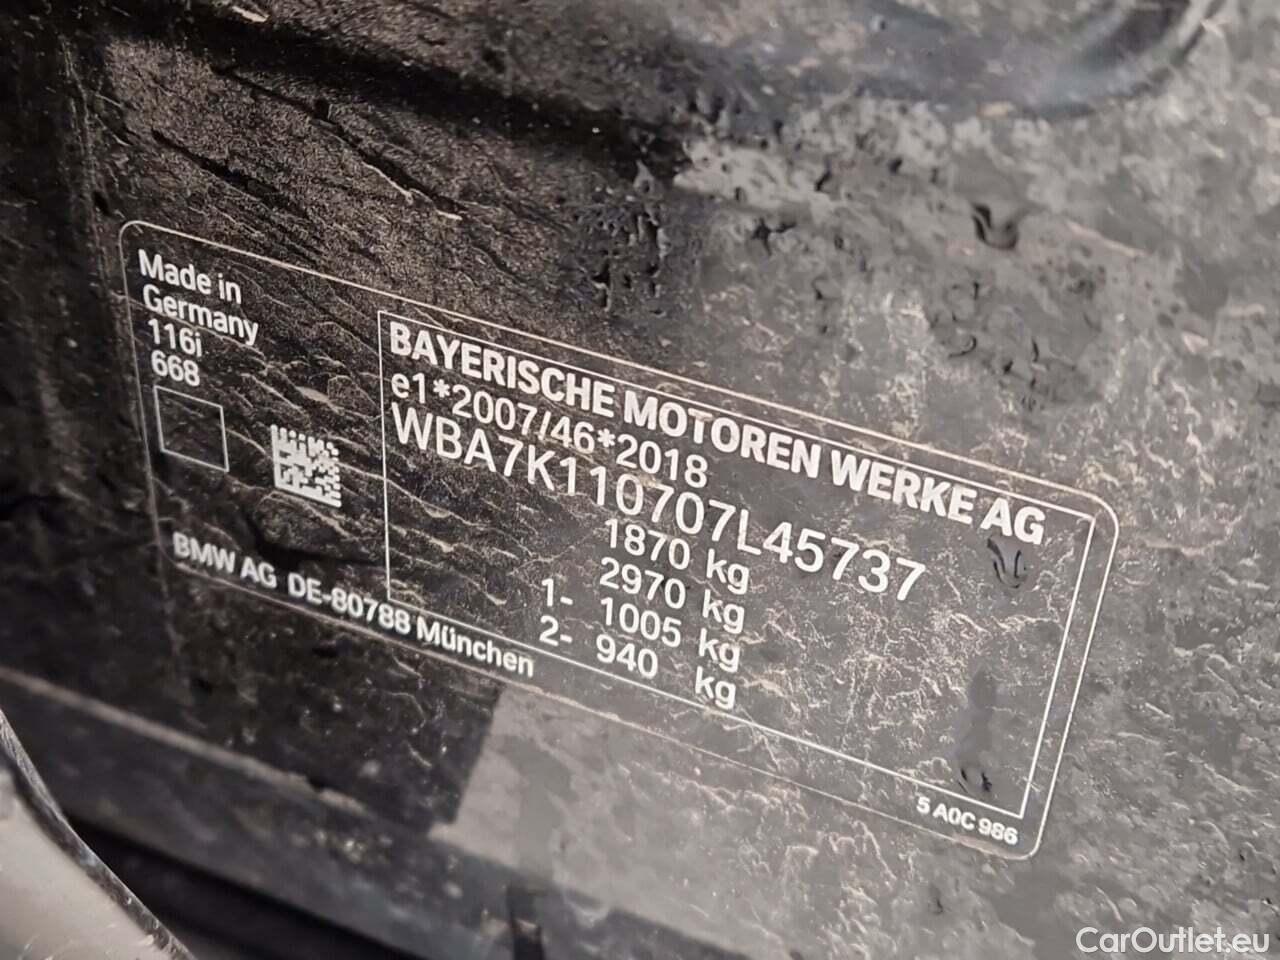 Made in
Germany
116i
668
BAYERISCHE MOTOREN WERKE AG
e1*2007/46*2018
WBA7K110707L45737
1870 kg
2970 kg
1- 1005 kg
2- 940 kg
BMW AG DE-80788 München
5 A0C 986
CarOutlet.eu